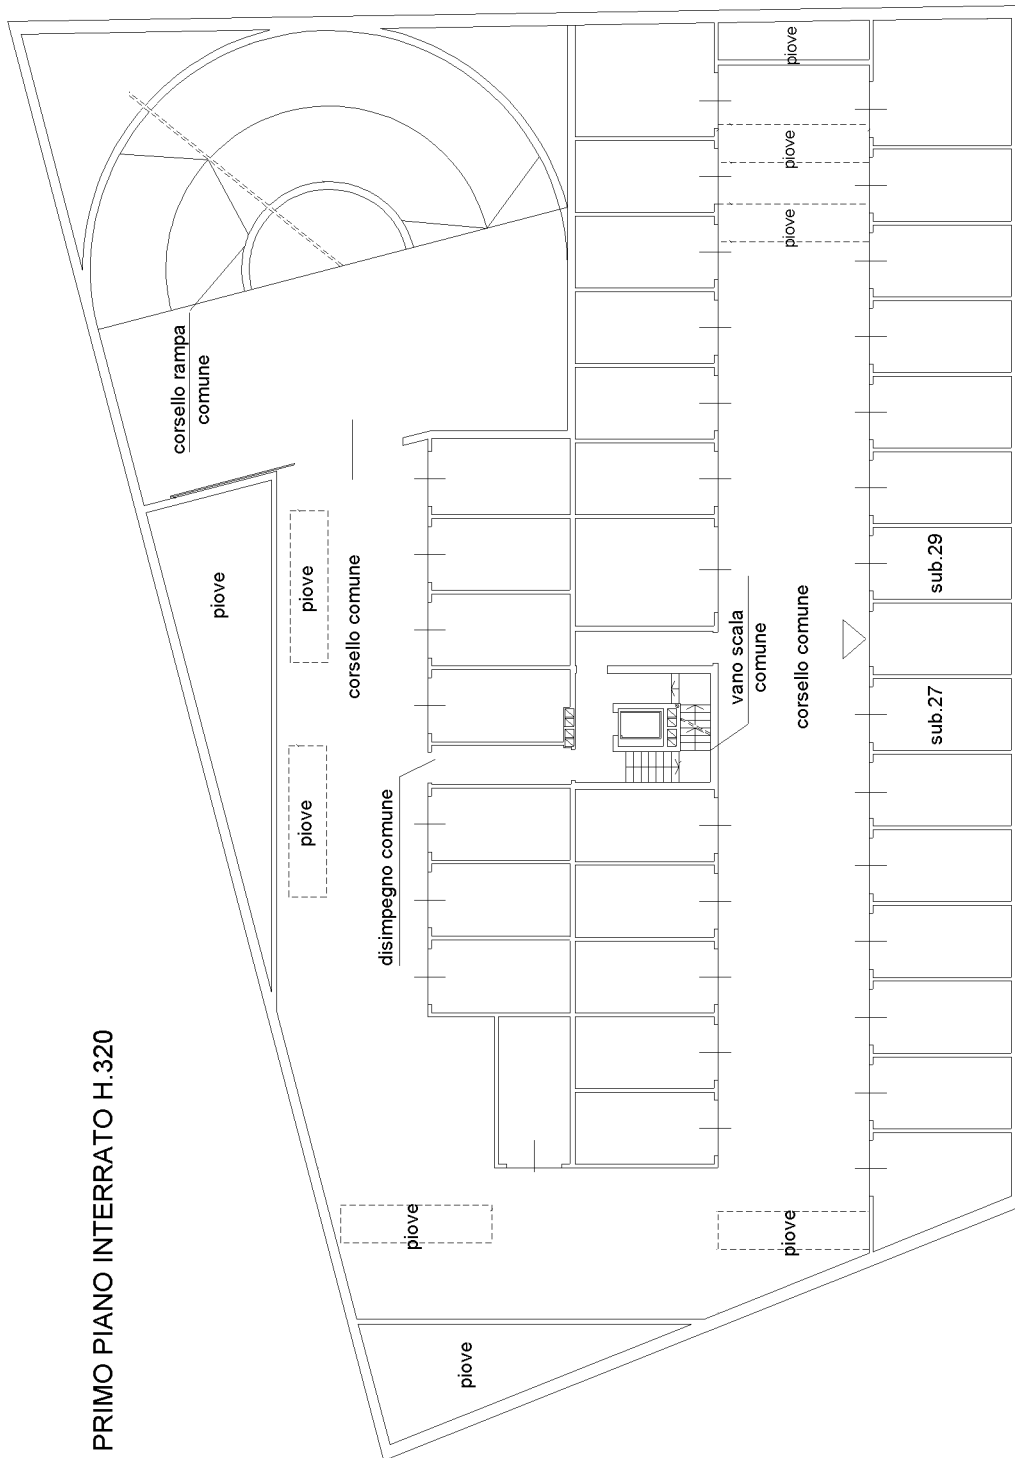 PRIMO PIANO INTERRATO H.320
piove
piove
piove
corsello rampa
comune
piove
piove
corsello comune
sub.29
vano scala
comune
corsello comune
sub.27
piove
disimpegno comune
piove
piove
piove